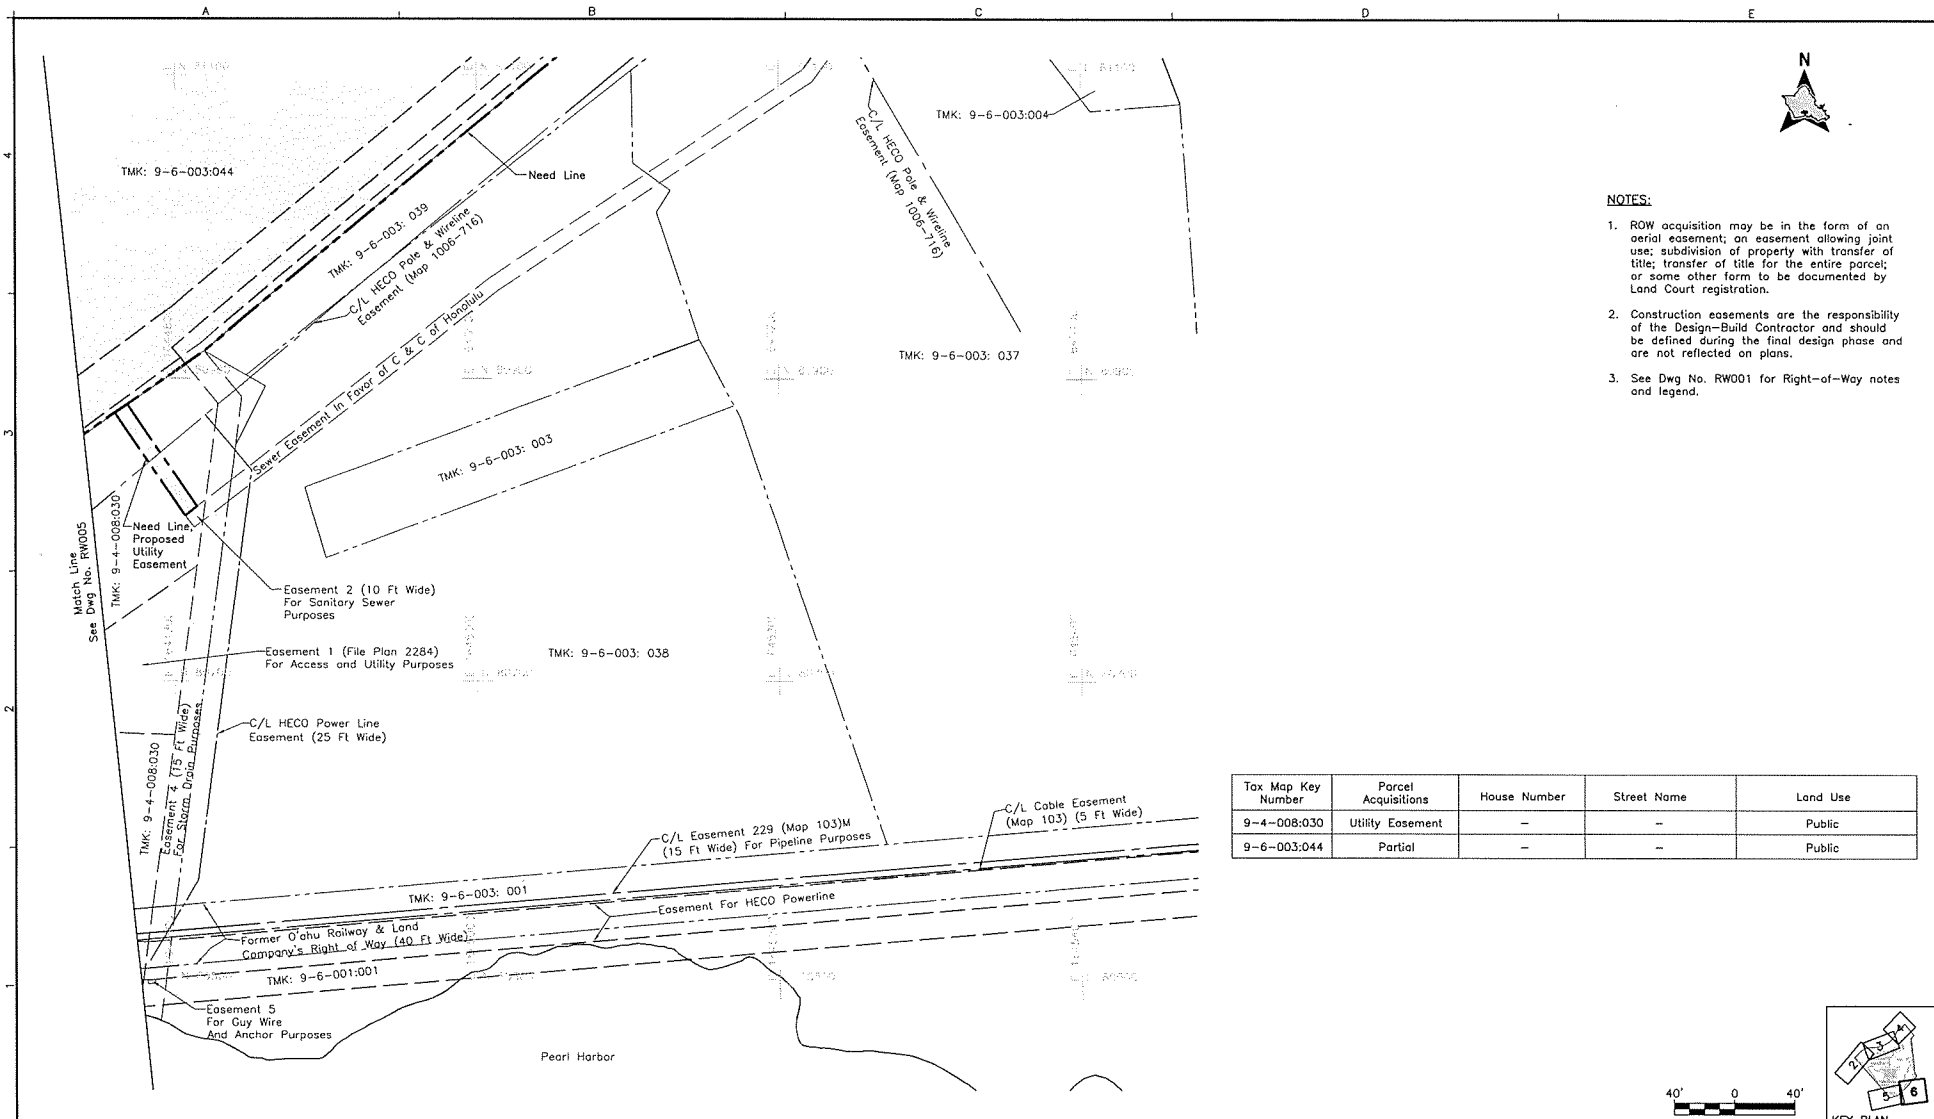 A
B
C
D
E
N
4
3
2
1
TMK: 9-6-003:044
TMK: 9-6-003:004
Need Line
C/L HECO Pole & Wireline
Easement (Map 1006-716)
TMK: 9-6-003: 039
C/L HECO Pole & Wireline
Easement (Map 1006-716)
Sewer Easement In Favor of C & C of Honolulu
TMK: 9-6-003: 037
TMK: 9-6-003: 003
Match Line
See Dwg No. RW005
TMK: 9-4-008:030
Need Line,
Proposed
Utility
Easement
Easement 2 (10 Ft Wide)
For Sanitary Sewer
Purposes
Easement 1 (File Plan 2284)
For Access and Utility Purposes
TMK: 9-6-003: 038
C/L HECO Power Line
Easement (25 Ft Wide)
TMK: 9-4-008:030
Easement 4 (15 Ft Wide)
For Storm Drain Purposes
C/L Easement 229 (Map 103)M
(15 Ft Wide) For Pipeline Purposes
C/L Cable Easement
(Map 103) (5 Ft Wide)
TMK: 9-6-003: 001
Easement For HECO Powerline
Former O'ahu Railway & Land
Company's Right of Way (40 Ft Wide)
TMK: 9-6-001:001
Easement 5
For Guy Wire
And Anchor Purposes
Pearl Harbor
NOTES:
1. ROW acquisition may be in the form of an
aerial easement; an easement allowing joint
use; subdivision of property with transfer of
title; transfer of title for the entire parcel;
or some other form to be documented by
Land Court registration.
2. Construction easements are the responsibility
of the Design-Build Contractor and should
be defined during the final design phase and
are not reflected on plans.
3. See Dwg No. RW001 for Right-of-Way notes
and legend.
Tax Map Key Number Parcel Acquisitions House Number Street Name Land Use
9-4-008:030 Utility Easement - - Public
9-6-003:044 Partial - - Public
40' 0 40'
2 3 4 5 6
KEY PLAN